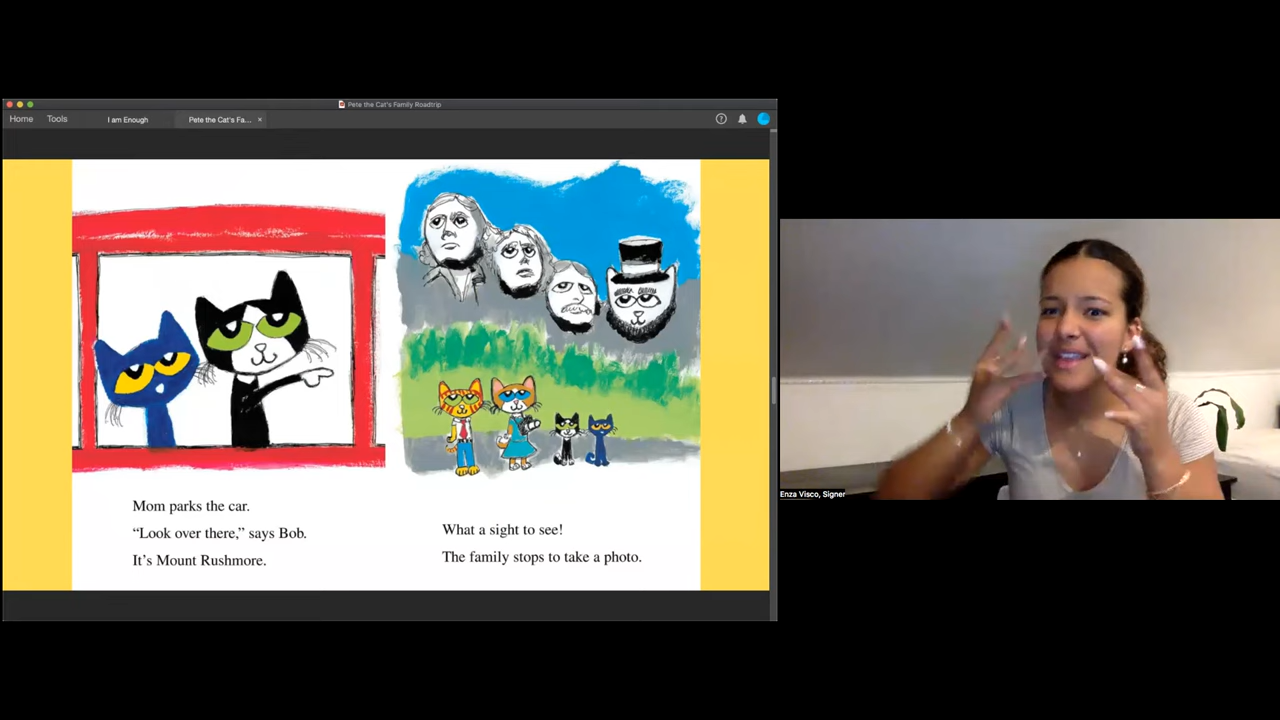 Pete the Cat's Family Roadtrip
Home Tools I am Enough Pete the Cat's Fa... ×
Mom parks the car.
“Look over there,” says Bob.
It’s Mount Rushmore.
What a sight to see!
The family stops to take a photo.
Enza Visco, Signer